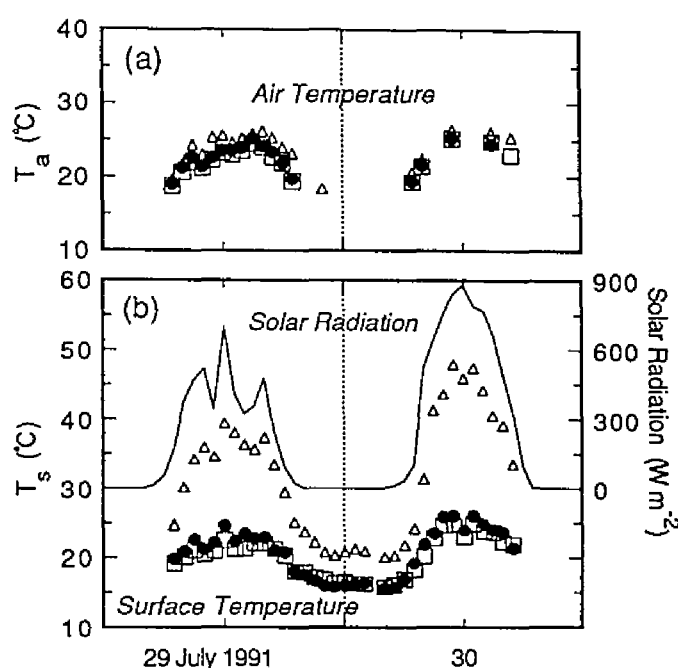 (a)
Air Temperature
T_a (℃)
40
30
20
10
(b)
Solar Radiation
Surface Temperature
T_s (℃)
60
50
40
30
20
10
900
600
300
0
Solar Radiation (W m⁻²)
29 July 1991
30